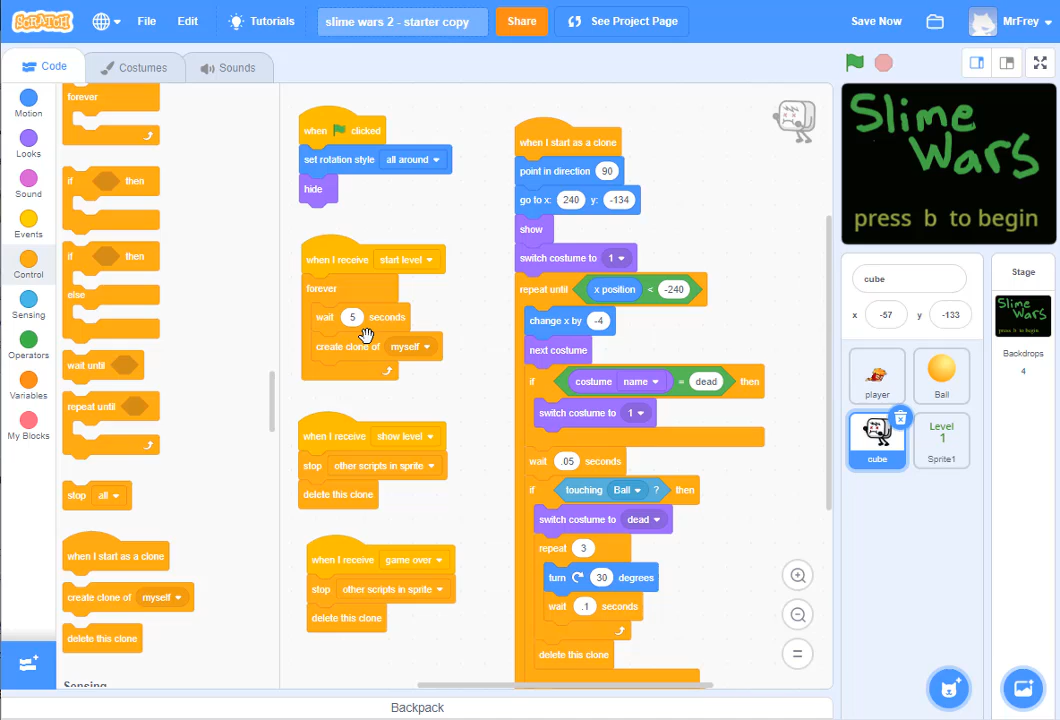 SCRATCH File Edit Tutorials slime wars 2 - starter copy Share See Project Page Save Now MrFrey
Code Costumes Sounds
Motion
Looks
Sound
Events
Control
Sensing
Operators
Variables
My Blocks
forever
if then
if then
else
wait until
repeat until
stop all
when I start as a clone
create clone of myself
delete this clone
Sensing
when clicked
set rotation style all around
hide
when I receive start level
forever
wait 5 seconds
create clone of myself
when I receive show level
stop other scripts in sprite
delete this clone
when I receive game over
stop other scripts in sprite
delete this clone
when I start as a clone
point in direction 90
go to x: 240 y: -134
show
switch costume to 1
repeat until x position < -240
change x by -4
next costume
if costume name = dead then
switch costume to 1
wait .05 seconds
if touching Ball ? then
switch costume to dead
repeat 3
turn 30 degrees
wait .1 seconds
delete this clone
Slime
Wars
press b to begin
cube
x -57 y -133
player
Ball
cube
Level
1
Sprite1
Stage
Slime
Wars
press b to begin
Backdrops
4
Backpack